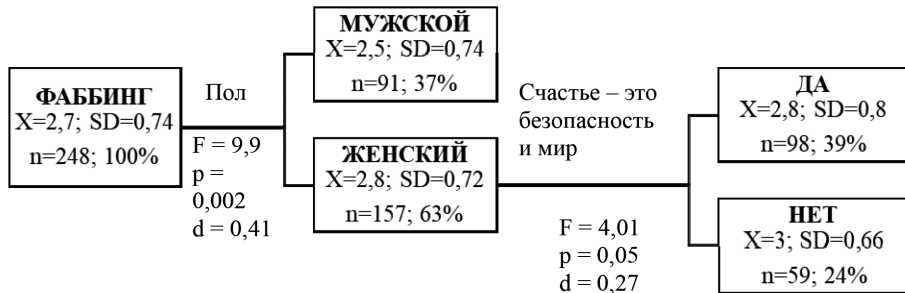 ФАББИНГ
X=2,7; SD=0,74
n=248; 100%
Пол
F = 9,9
p =
0,002
d = 0,41
МУЖСКОЙ
X=2,5; SD=0,74
n=91; 37%
ЖЕНСКИЙ
X=2,8; SD=0,72
n=157; 63%
Счастье – это
безопасность
и мир
F = 4,01
p = 0,05
d = 0,27
ДА
X=2,8; SD=0,8
n=98; 39%
НЕТ
X=3; SD=0,66
n=59; 24%